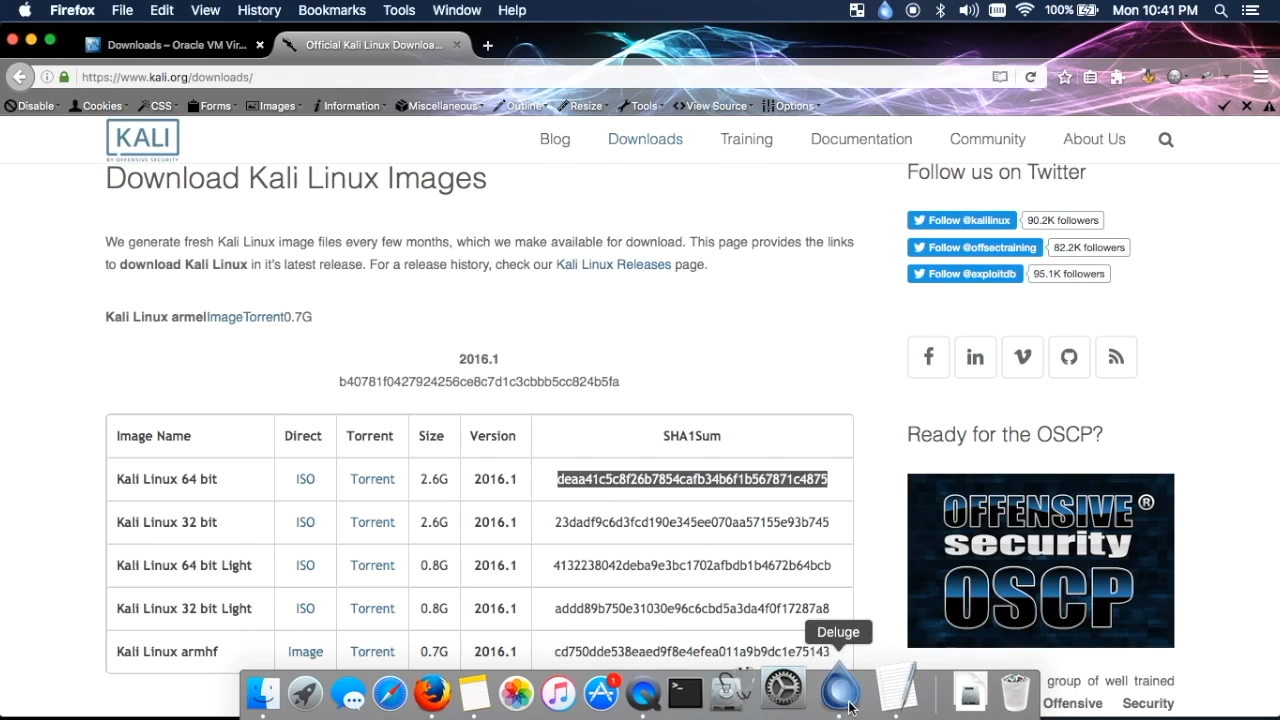 Firefox File Edit View History Bookmarks Tools Window Help 100% Mon 10:41 PM
Downloads – Oracle VM Vir... Official Kali Linux Downloa...
https://www.kali.org/downloads/
Disable Cookies CSS Forms Images Information Miscellaneous Outline Resize Tools View Source Options
KALI
BY OFFENSIVE SECURITY
Blog Downloads Training Documentation Community About Us
Download Kali Linux Images
We generate fresh Kali Linux image files every few months, which we make available for download. This page provides the links
to download Kali Linux in it's latest release. For a release history, check our Kali Linux Releases page.
Kali Linux armelImageTorrent0.7G
2016.1
b40781f0427924256ce8c7d1c3cbbb5cc824b5fa
Image Name Direct Torrent Size Version SHA1Sum
Kali Linux 64 bit ISO Torrent 2.6G 2016.1 deaa41c5c8f26b7854cafb34b6f1b567871c4875
Kali Linux 32 bit ISO Torrent 2.6G 2016.1 23dadf9c6d3fcd190e345ee070aa57155e93b745
Kali Linux 64 bit Light ISO Torrent 0.8G 2016.1 4132238042deba9e3bc1702afbdb1b4672b64bcb
Kali Linux 32 bit Light ISO Torrent 0.8G 2016.1 addd89b750e31030e96c6cbd5a3da4f0f17287a8
Kali Linux armhf Image Torrent 0.7G 2016.1 cd750dde538eaed9f8e4efea011a9b9dc1e75143
Follow us on Twitter
Follow @kalilinux 90.2K followers
Follow @offsectraining 82.2K followers
Follow @exploitdb 95.1K followers
Ready for the OSCP?
OFFENSIVE®
security
OSCP
group of well trained
Offensive Security
Deluge
1